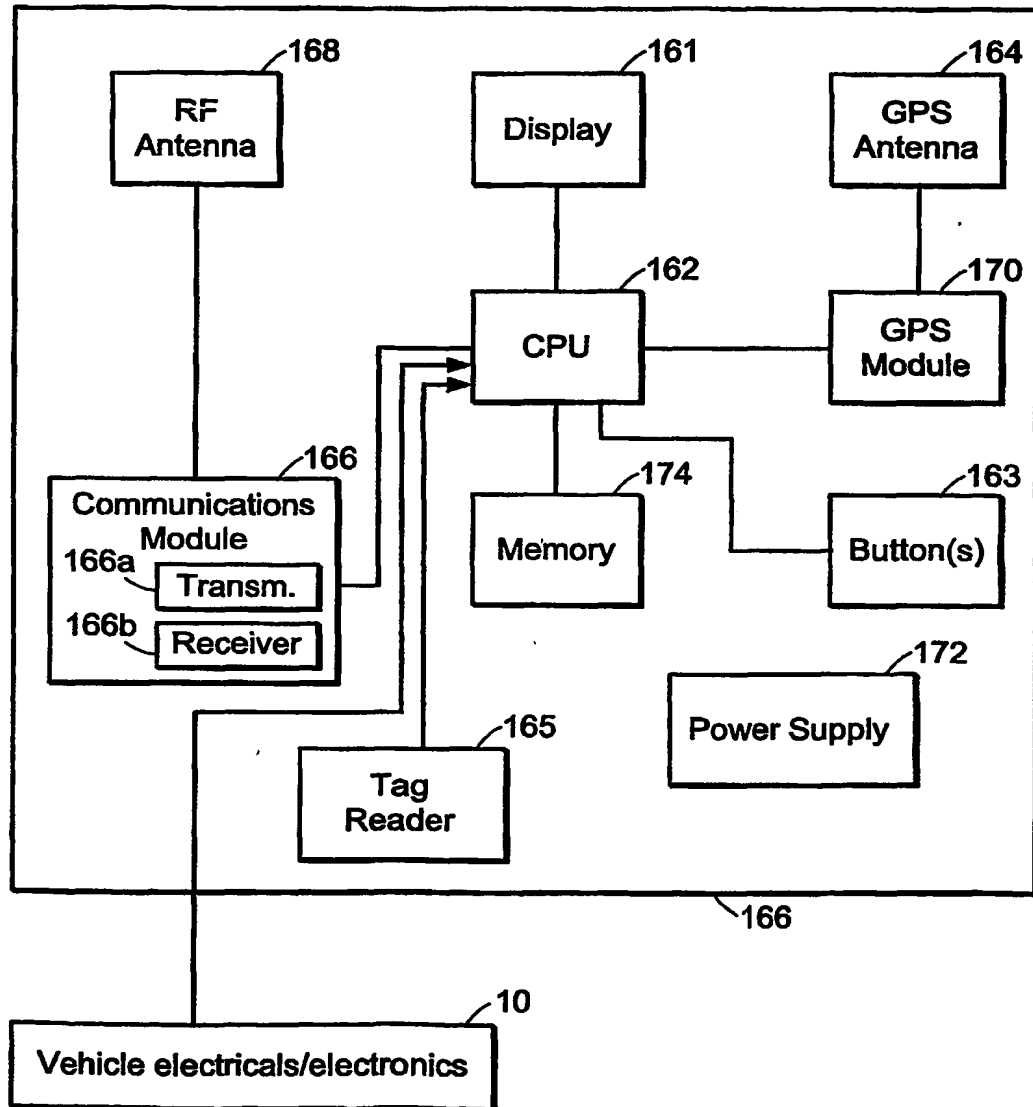 168
RF
Antenna
161
Display
164
GPS
Antenna
162
CPU
170
GPS
Module
166
Communications
Module
166a
Transm.
166b
Receiver
174
Memory
163
Button(s)
172
Power Supply
165
Tag
Reader
166
10
Vehicle electricals/electronics